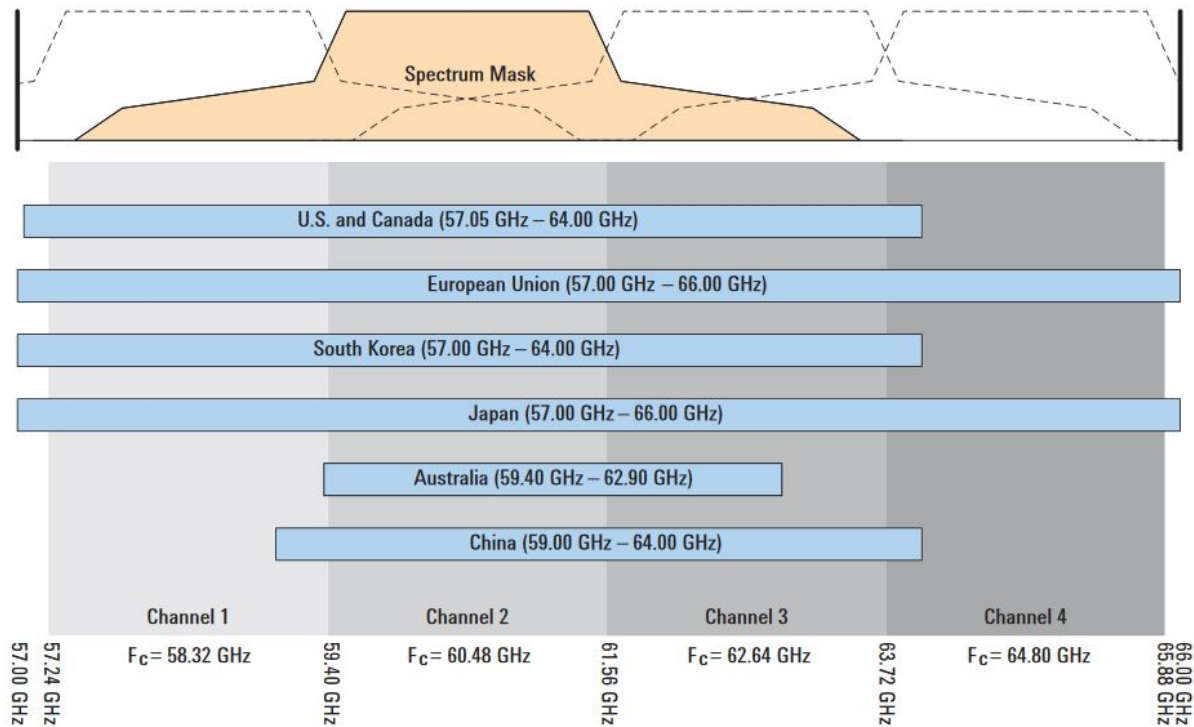 Spectrum Mask
U.S. and Canada (57.05 GHz – 64.00 GHz)
European Union (57.00 GHz – 66.00 GHz)
South Korea (57.00 GHz – 64.00 GHz)
Japan (57.00 GHz – 66.00 GHz)
Australia (59.40 GHz – 62.90 GHz)
China (59.00 GHz – 64.00 GHz)
Channel 1 Channel 2 Channel 3 Channel 4
57.00 GHz
57.24 GHz
F_C = 58.32 GHz
59.40 GHz
F_C = 60.48 GHz
61.56 GHz
F_C = 62.64 GHz
63.72 GHz
F_C = 64.80 GHz
65.88 GHz
66.00 GHz